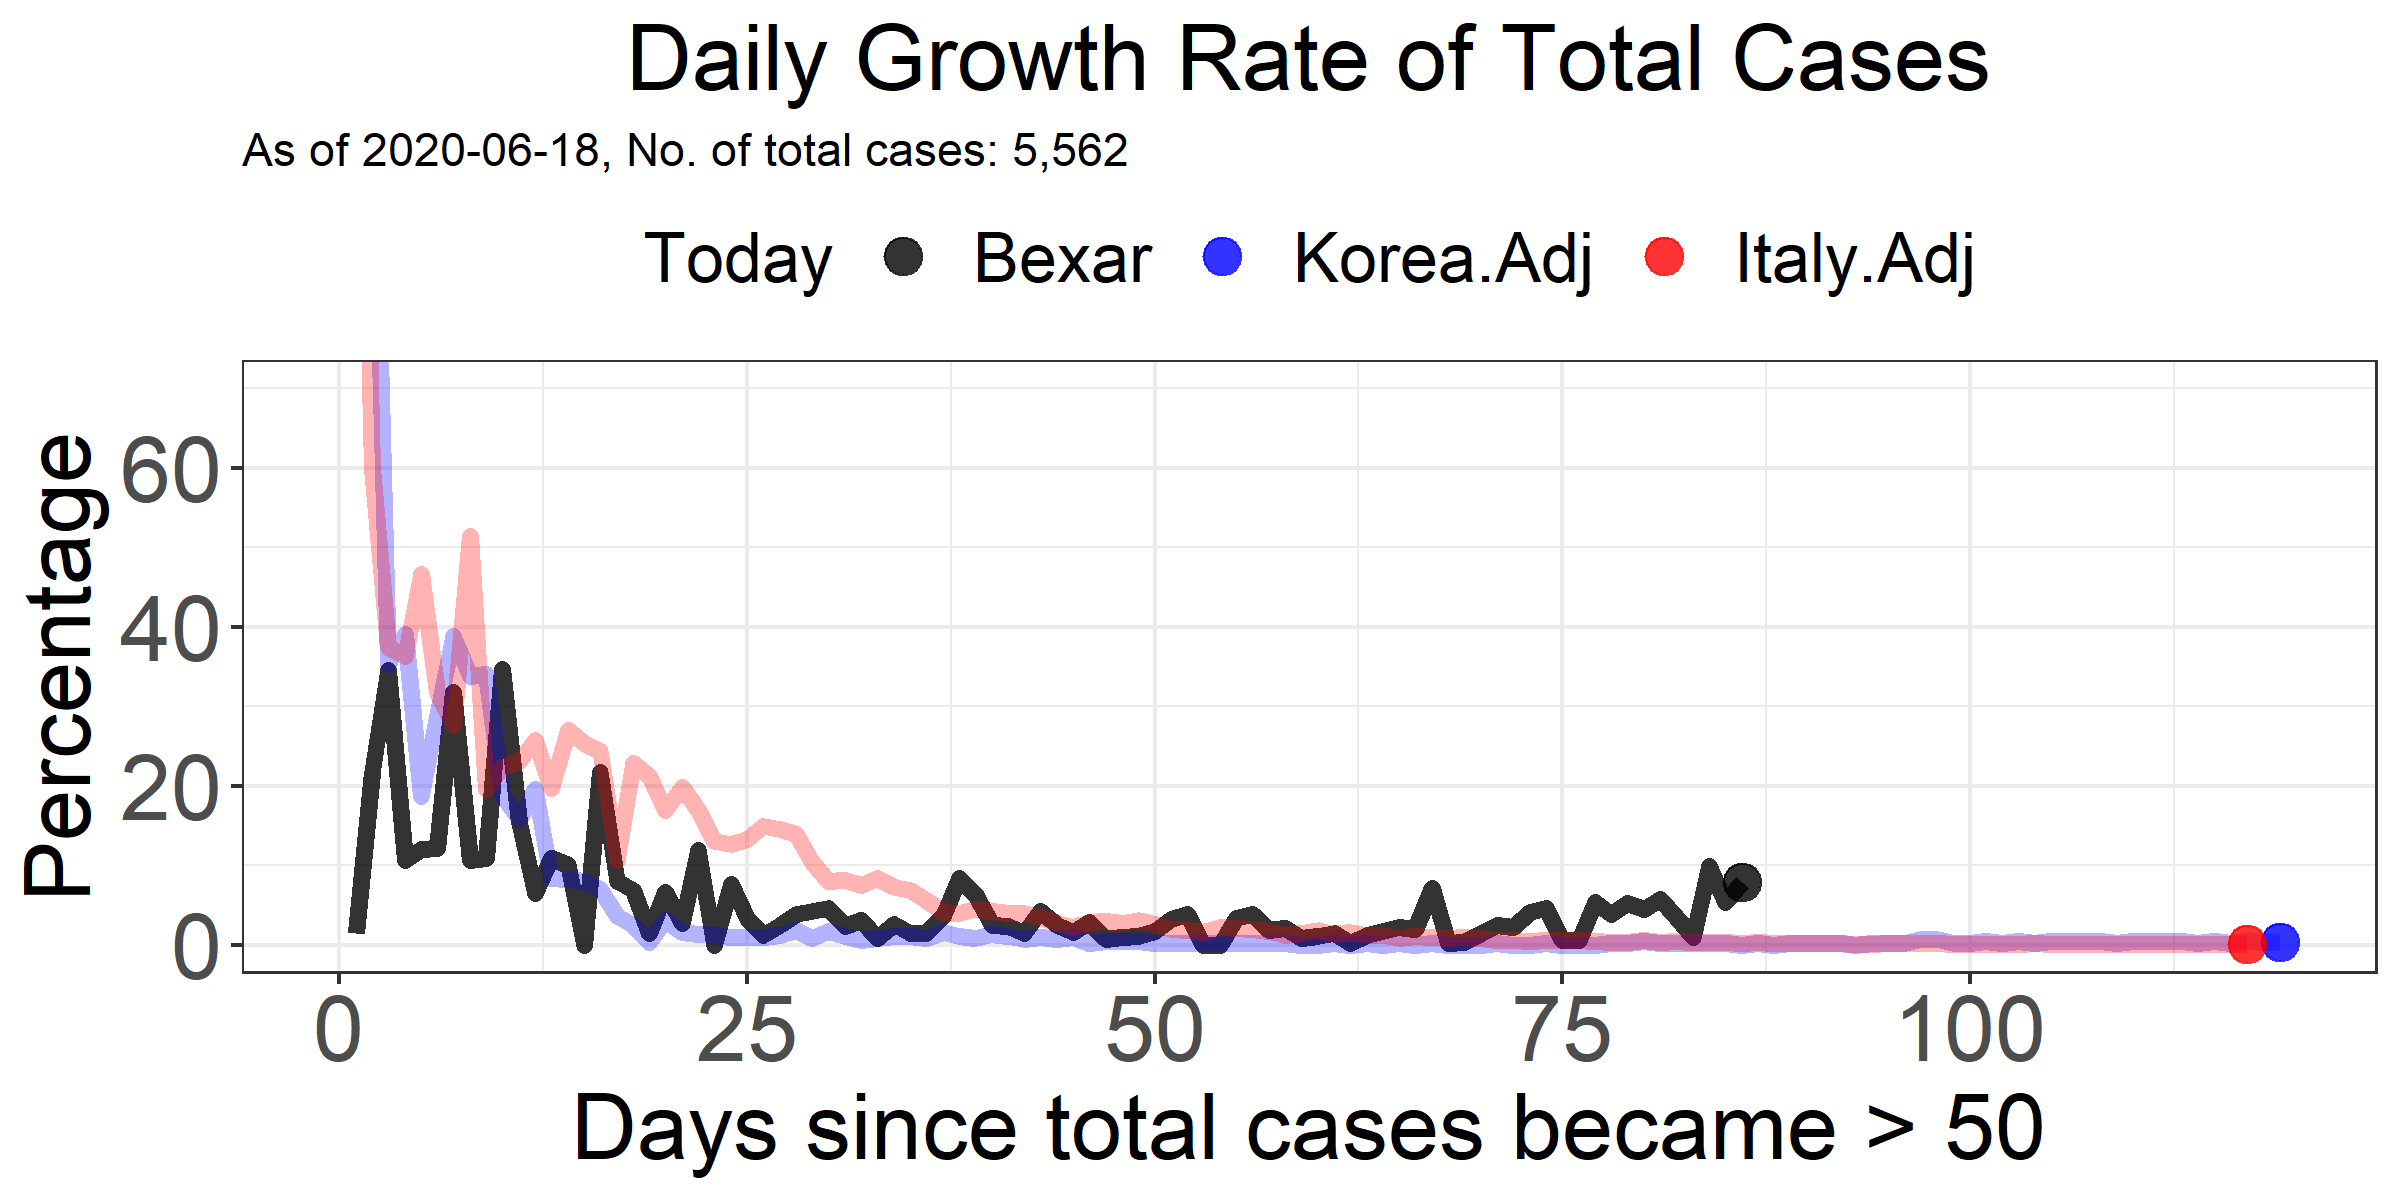 Daily Growth Rate of Total Cases
As of 2020-06-18, No. of total cases: 5,562
Today Bexar Korea.Adj Italy.Adj
Percentage
60
40
20
0
0 25 50 75 100
Days since total cases became > 50